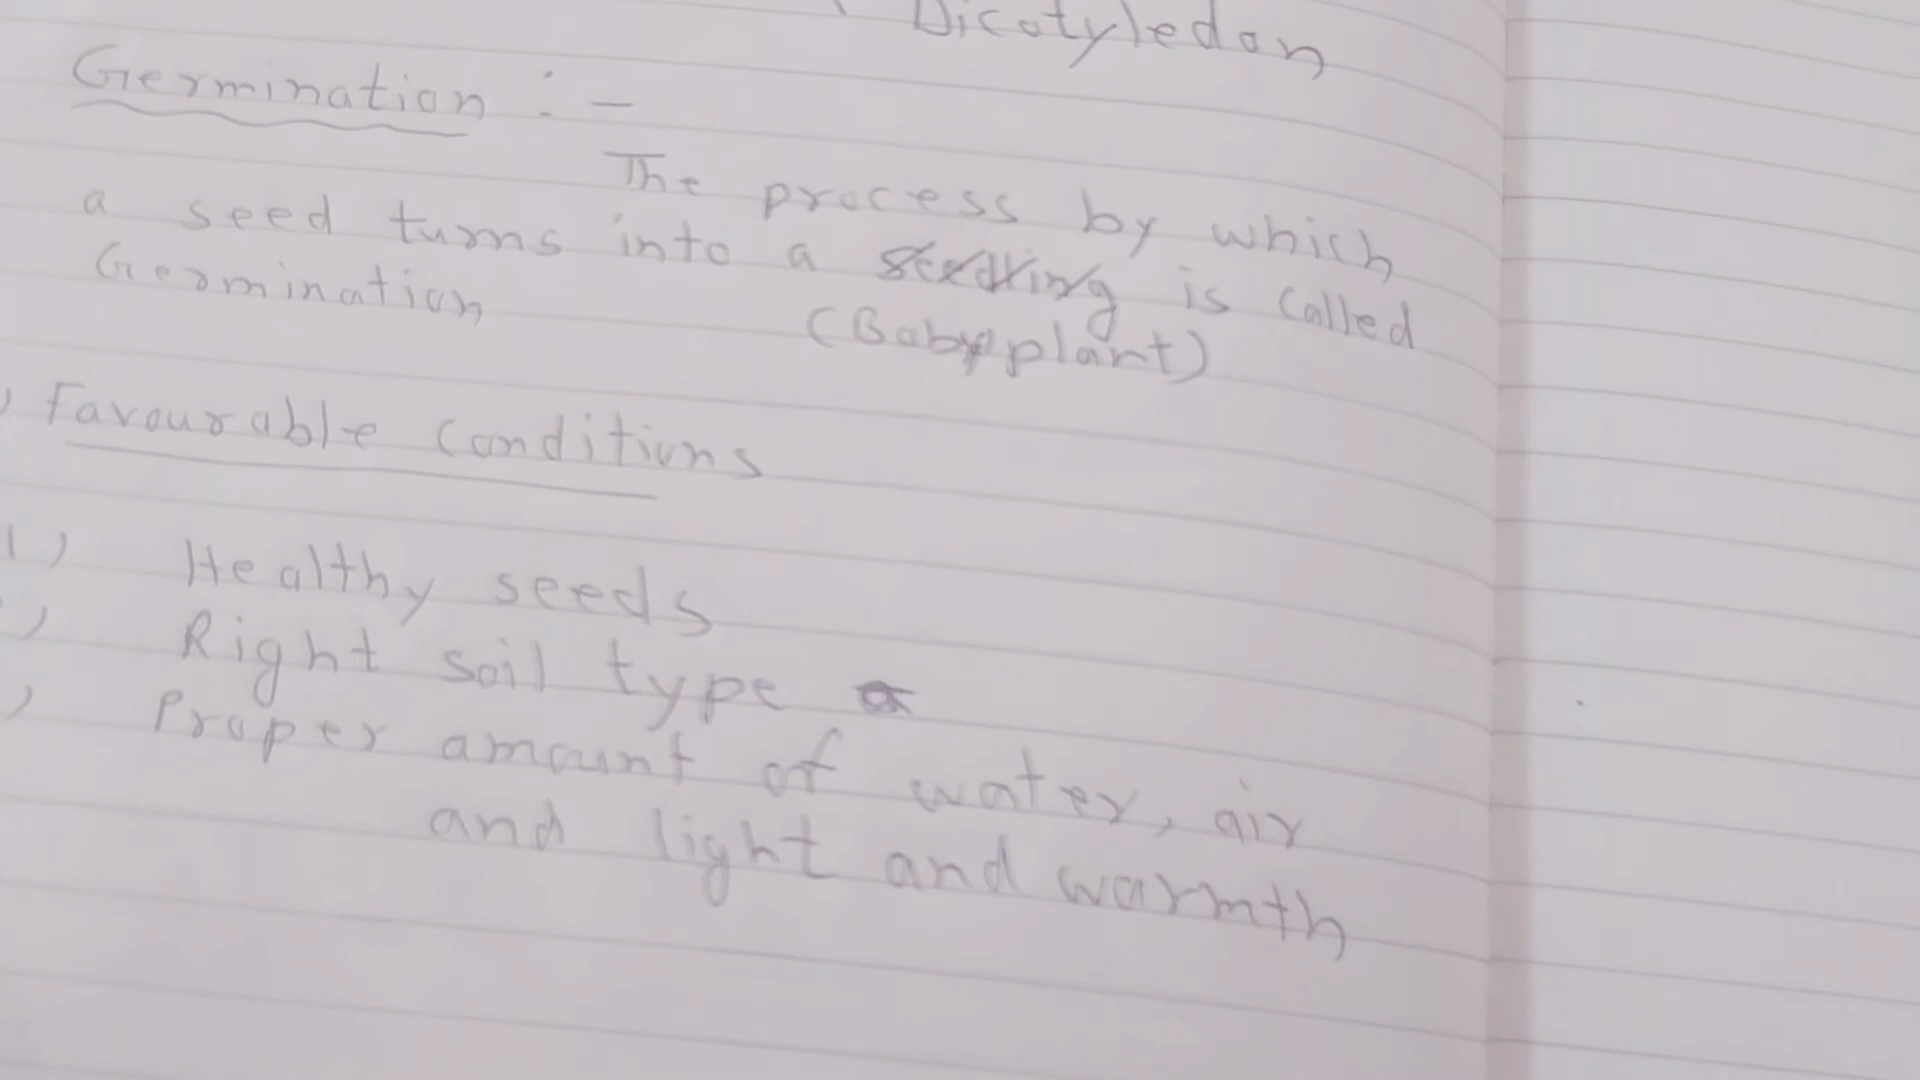 Dicotyledon
Germination :-
The process by which
a seed turns into a seedling is called
Germination (Baby plant)
Favourable Conditions
1) Healthy seeds
) Right soil type
) Proper amount of water, air
and light and warmth